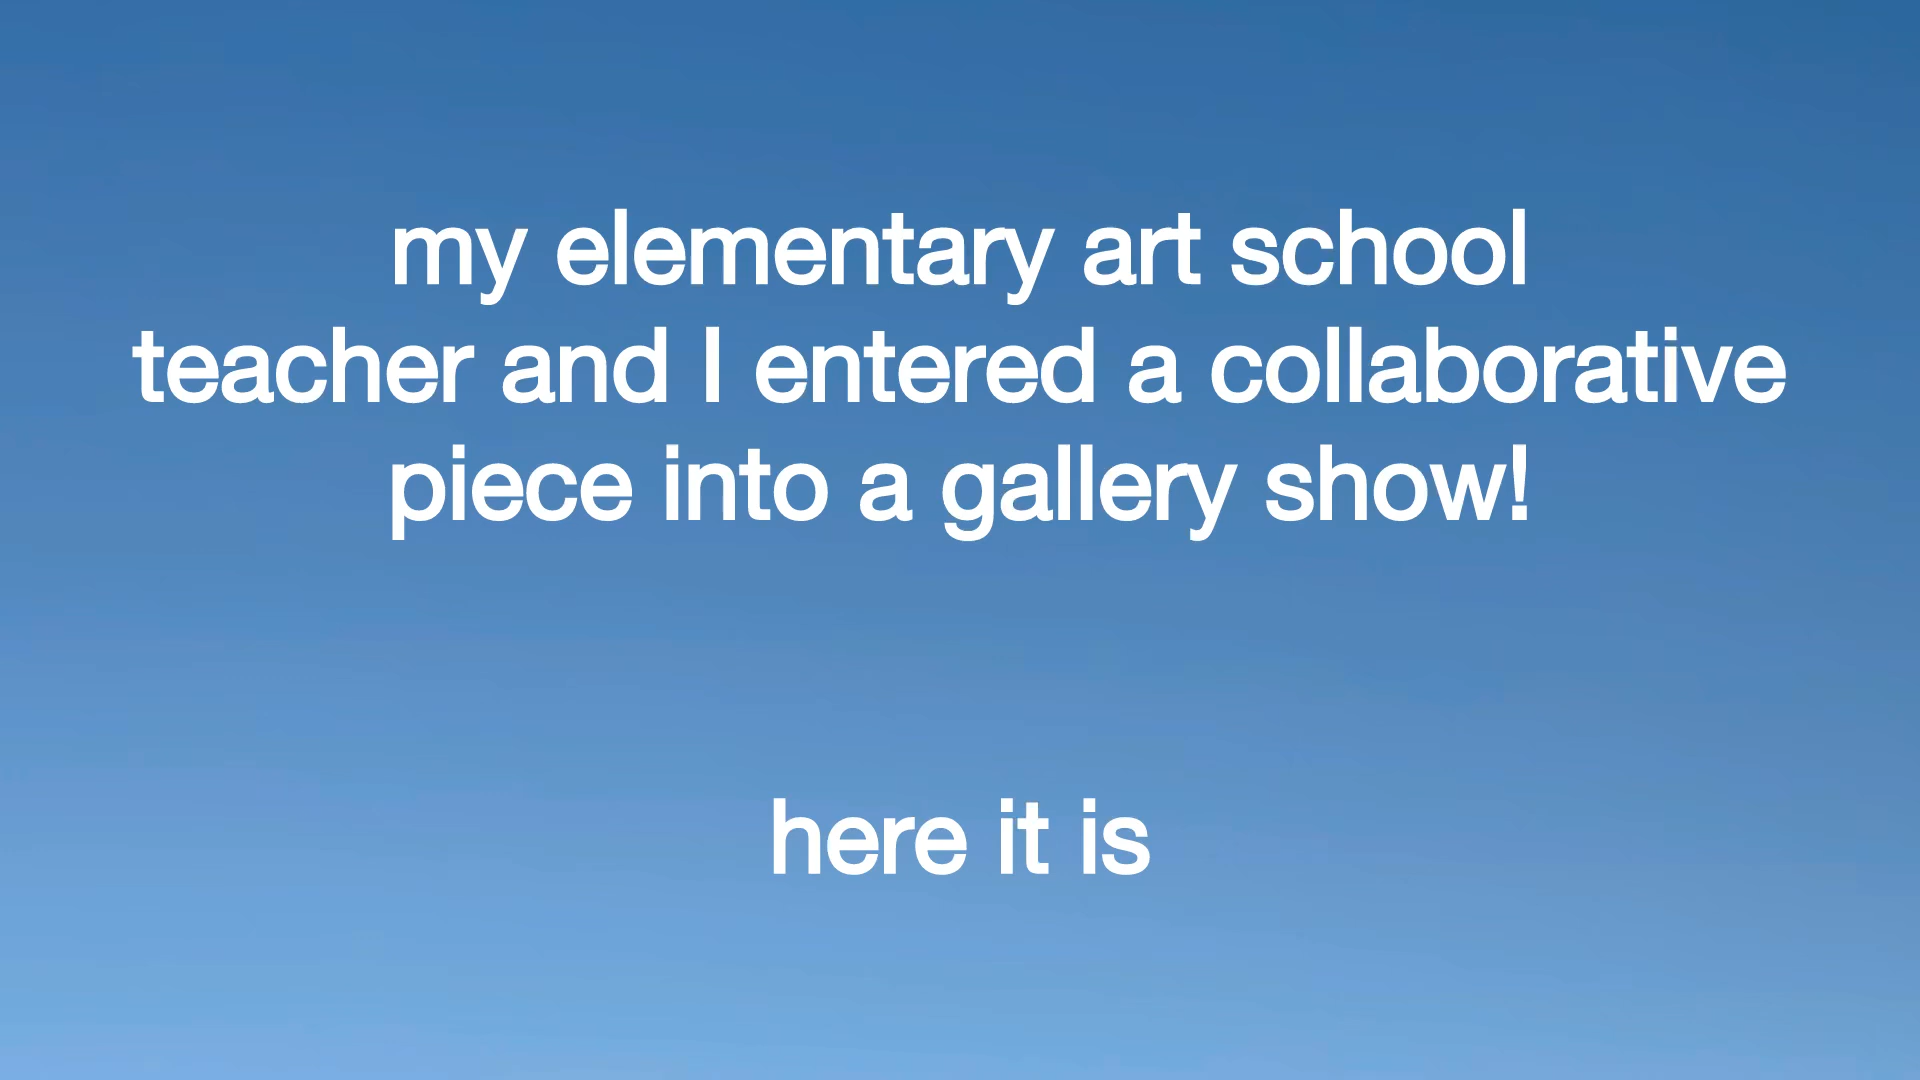 my elementary art school
teacher and I entered a collaborative
piece into a gallery show!
here it is